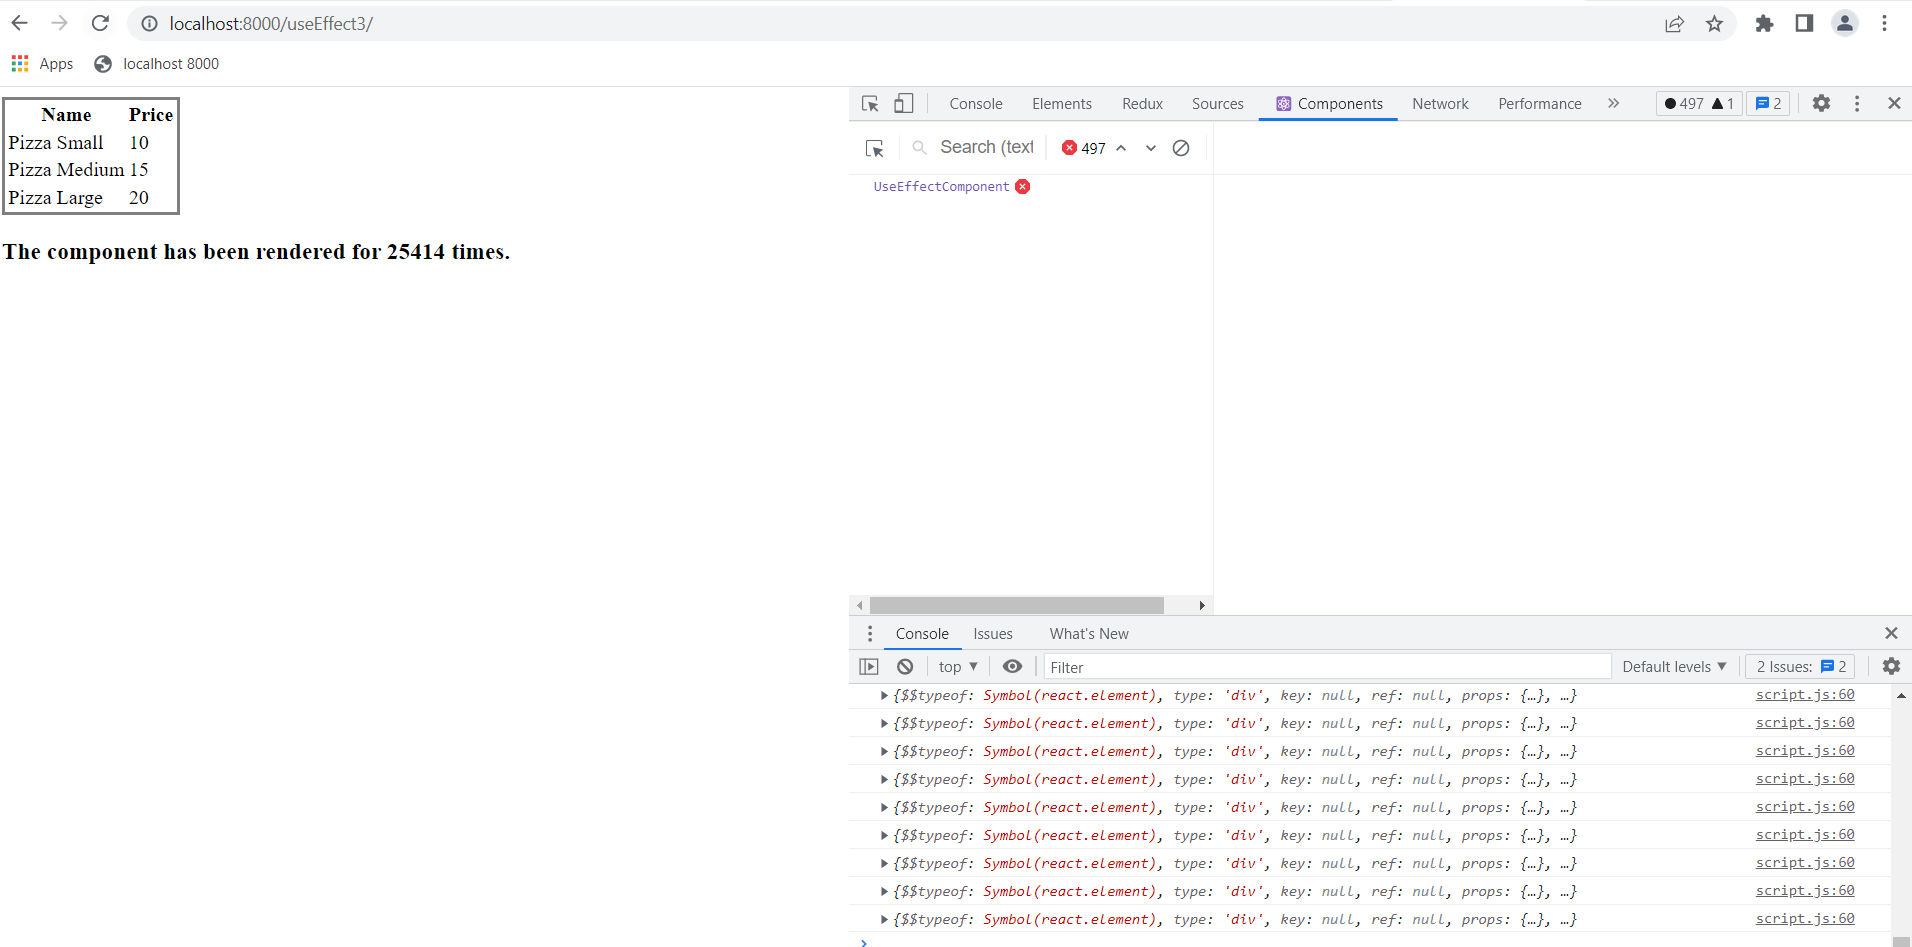 localhost:8000/useEffect3/
Apps localhost 8000
Name Price
Pizza Small 10
Pizza Medium 15
Pizza Large 20
The component has been rendered for 25414 times.
Console Elements Redux Sources Components Network Performance » 497 1 2
Search (text 497
UseEffectComponent
Console Issues What's New
top ▼ Filter Default levels ▼ 2 Issues: 2
{$$typeof: Symbol(react.element), type: 'div', key: null, ref: null, props: {…}, …} script.js:60
{$$typeof: Symbol(react.element), type: 'div', key: null, ref: null, props: {…}, …} script.js:60
{$$typeof: Symbol(react.element), type: 'div', key: null, ref: null, props: {…}, …} script.js:60
{$$typeof: Symbol(react.element), type: 'div', key: null, ref: null, props: {…}, …} script.js:60
{$$typeof: Symbol(react.element), type: 'div', key: null, ref: null, props: {…}, …} script.js:60
{$$typeof: Symbol(react.element), type: 'div', key: null, ref: null, props: {…}, …} script.js:60
{$$typeof: Symbol(react.element), type: 'div', key: null, ref: null, props: {…}, …} script.js:60
{$$typeof: Symbol(react.element), type: 'div', key: null, ref: null, props: {…}, …} script.js:60
{$$typeof: Symbol(react.element), type: 'div', key: null, ref: null, props: {…}, …} script.js:60